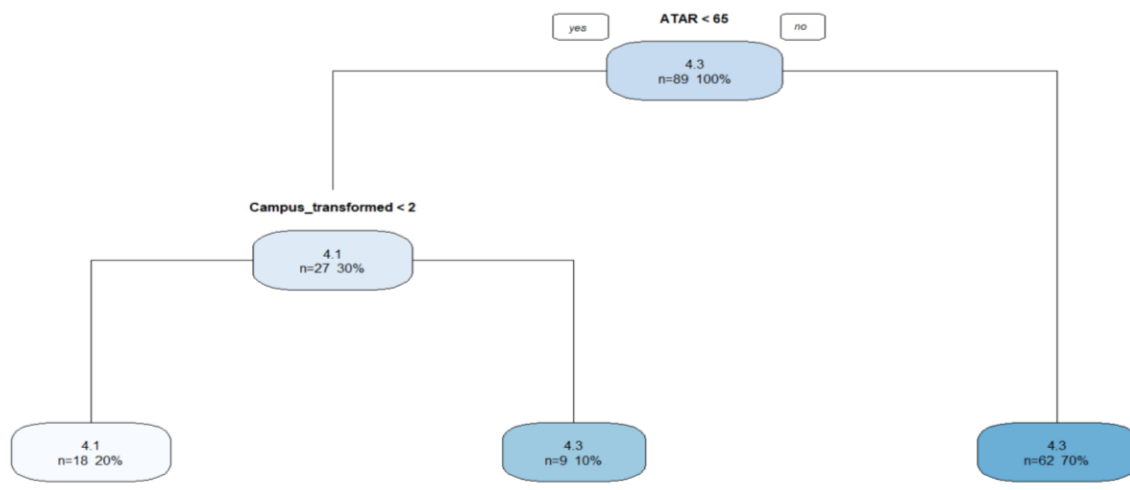 ATAR < 65
yes
no
4.3
n=89 100%
Campus_transformed < 2
4.1
n=27 30%
4.1
n=18 20%
4.3
n=9 10%
4.3
n=62 70%